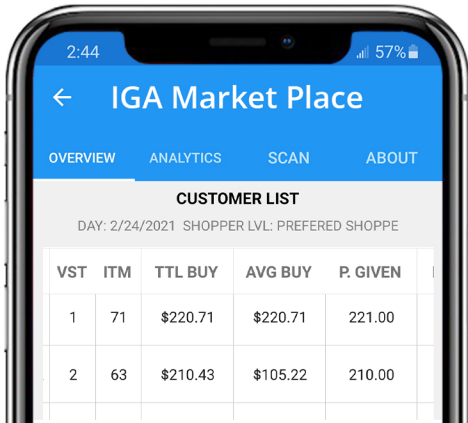 2:44 57%
IGA Market Place
OVERVIEW ANALYTICS SCAN ABOUT
CUSTOMER LIST
DAY: 2/24/2021 SHOPPER LVL: PREFERED SHOPPE
VST ITM TTL BUY AVG BUY P. GIVEN
1 71 $220.71 $220.71 221.00
2 63 $210.43 $105.22 210.00